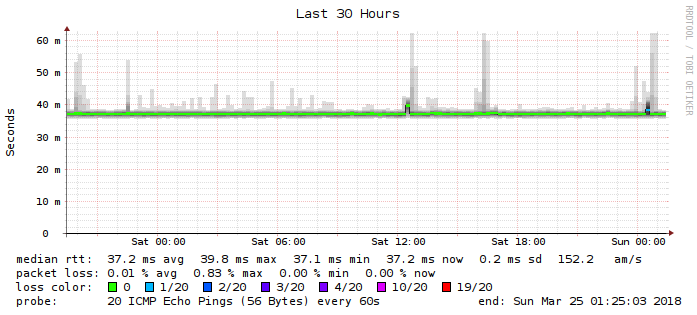 Last 30 Hours
RRDTOOL / TOBI OETIKER
Seconds
60 m
50 m
40 m
30 m
20 m
10 m
0
Sat 00:00 Sat 06:00 Sat 12:00 Sat 18:00 Sun 00:00
median rtt: 37.2 ms avg 39.8 ms max 37.1 ms min 37.2 ms now 0.2 ms sd 152.2 am/s
packet loss: 0.01 % avg 0.83 % max 0.00 % min 0.00 % now
loss color: 0 1/20 2/20 3/20 4/20 10/20 19/20
probe: 20 ICMP Echo Pings (56 Bytes) every 60s end: Sun Mar 25 01:25:03 2018